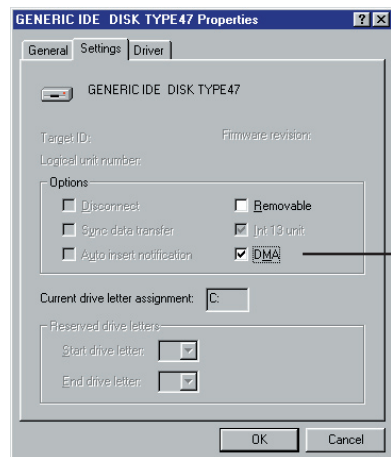 GENERIC IDE DISK TYPE47 Properties
General Settings Driver
GENERIC IDE DISK TYPE47
Target ID: Firmware revision:
Logical unit number:
Options
Disconnect Removable
Sync data transfer Int 13 unit
Auto insert notification DMA
Current drive letter assignment: C:
Reserved drive letters
Start drive letter:
End drive letter:
OK Cancel